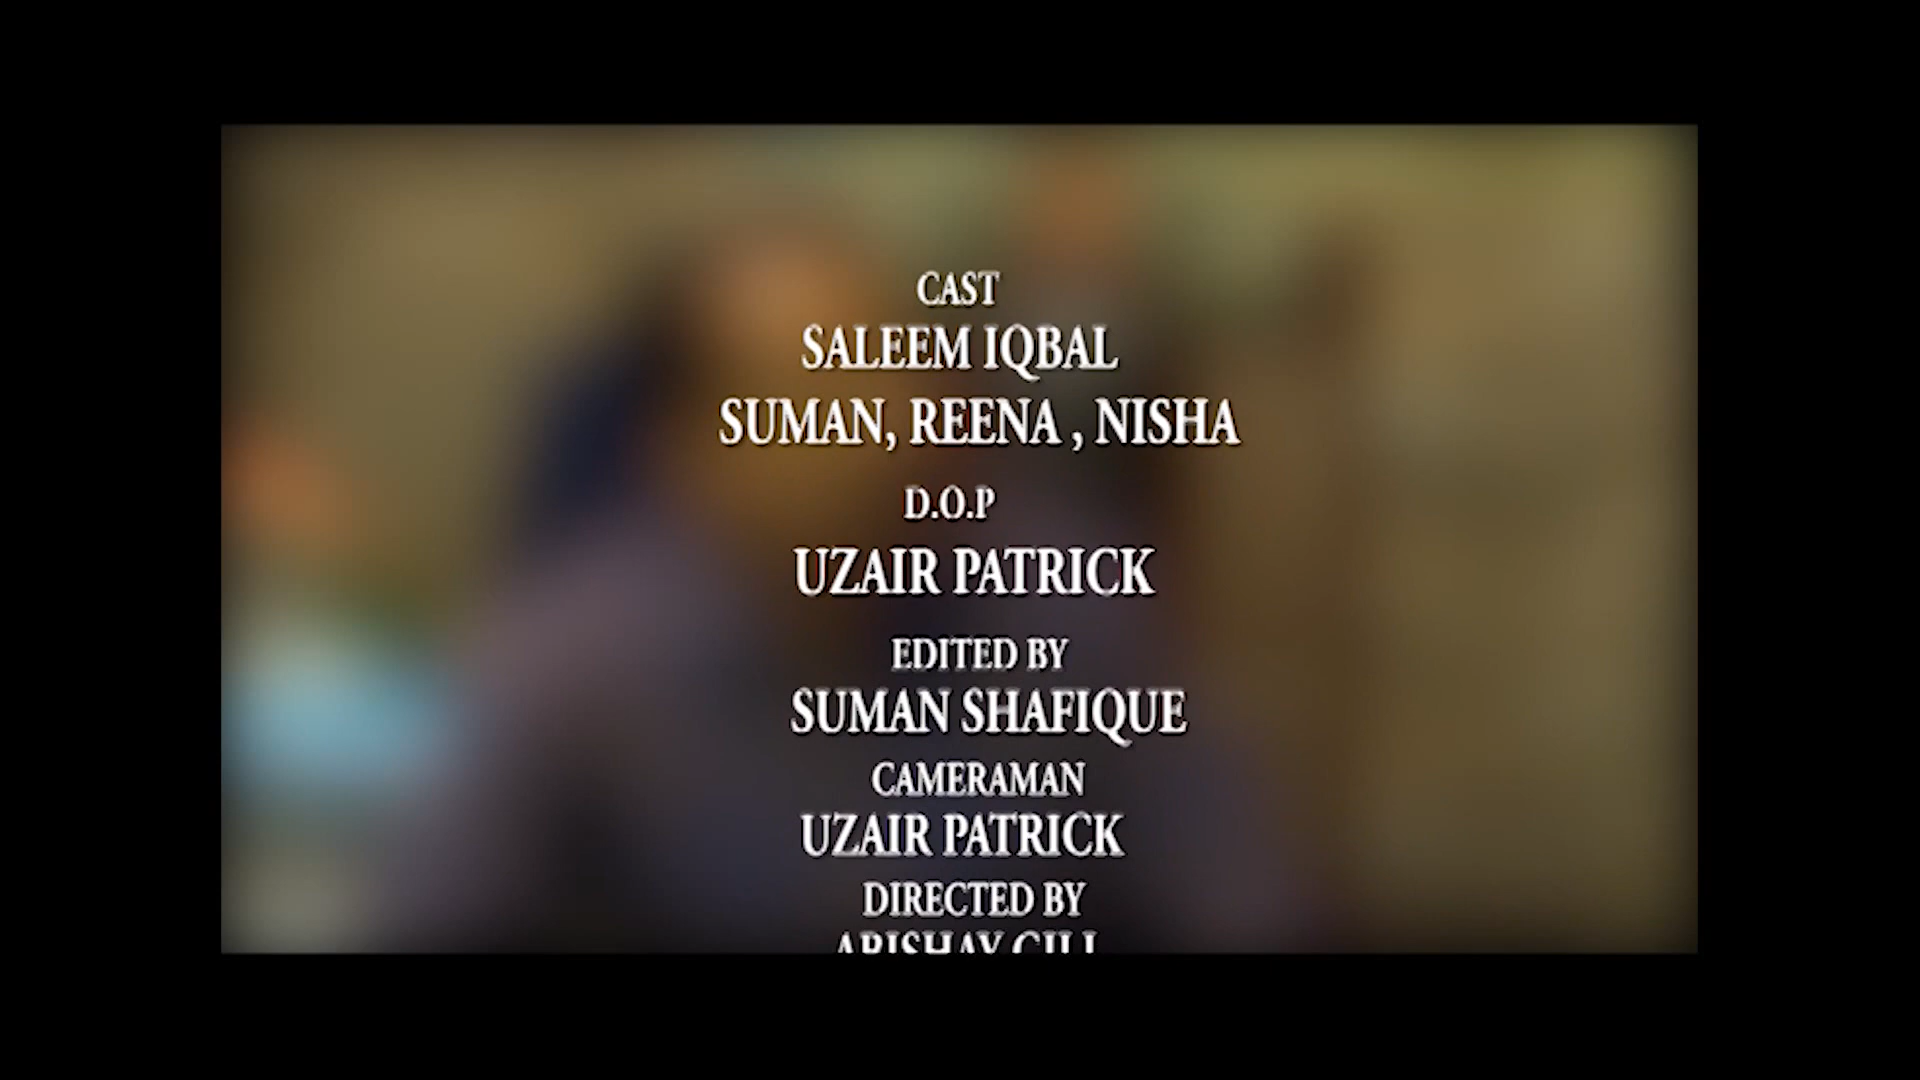 CAST
SALEEM IQBAL
SUMAN, REENA , NISHA
D.O.P
UZAIR PATRICK
EDITED BY
SUMAN SHAFIQUE
CAMERAMAN
UZAIR PATRICK
DIRECTED BY